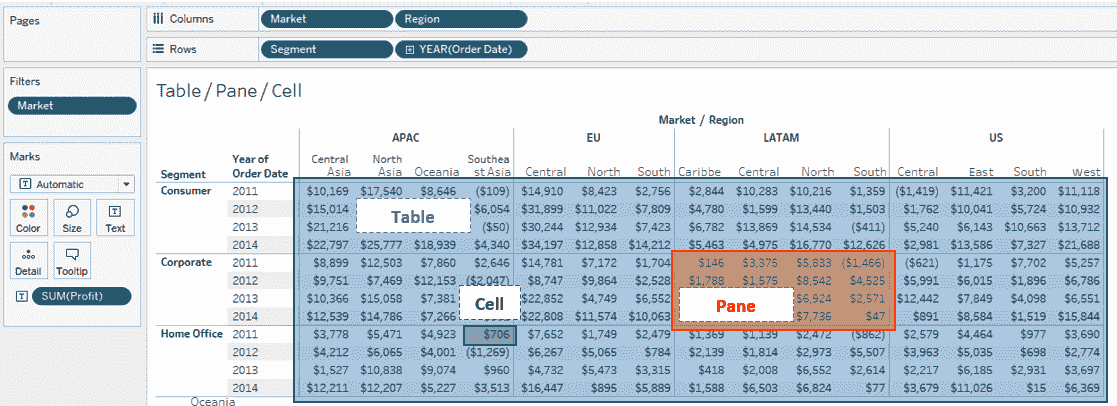 Pages
Columns Market Region
Rows Segment YEAR(Order Date)
Filters
Market
Marks
Automatic
Color Size Text
Detail Tooltip
SUM(Profit)
Table / Pane / Cell
Market / Region
APAC EU LATAM US
Segment Year of Order Date Central Asia North Asia Oceania Southea st Asia Central North South Caribbe Central North South Central East South West
Consumer 2011 $10,169 $17,540 $8,646 ($109) $14,910 $8,423 $2,756 $2,844 $10,283 $10,216 $1,359 ($1,419) $11,421 $3,200 $11,118
2012 $15,014 Table $6,054 $31,899 $11,022 $7,809 $4,780 $1,599 $13,440 $1,503 $1,762 $10,041 $5,724 $10,932
2013 $21,216 ($50) $30,244 $12,934 $7,423 $6,782 $13,869 $14,534 ($411) $5,240 $6,143 $10,663 $13,712
2014 $22,797 $25,777 $18,939 $4,340 $34,197 $12,858 $14,212 $5,463 $4,975 $16,770 $12,626 $2,981 $13,586 $7,327 $21,688
Corporate 2011 $8,899 $12,503 $7,860 $2,646 $14,781 $7,172 $1,704 $146 $3,375 $5,833 ($1,466) ($621) $1,175 $7,702 $5,257
2012 $9,751 $7,469 $12,153 ($2,047) $8,747 $9,864 $2,528 $1,788 $1,575 $8,542 $4,525 $5,991 $6,015 $1,896 $6,786
2013 $10,366 $15,058 $7,381 Cell $22,852 $4,749 $6,552 Pane $6,924 $2,571 $12,442 $7,849 $4,098 $6,551
2014 $12,539 $14,786 $7,266 $22,808 $11,574 $10,063 $7,736 $47 $891 $8,584 $1,519 $15,844
Home Office 2011 $3,778 $5,471 $4,923 $706 $7,652 $1,749 $2,479 $1,369 $1,139 $2,472 ($862) $2,579 $4,464 $977 $3,690
2012 $4,212 $6,065 $4,001 ($1,269) $6,267 $5,065 $784 $2,139 $1,814 $2,973 $5,507 $3,963 $5,035 $698 $2,774
2013 $1,527 $10,838 $9,074 $960 $4,732 $5,473 $3,315 $418 $2,008 $6,552 $2,614 $2,217 $6,185 $2,931 $3,697
2014 $12,211 $12,207 $5,227 $3,513 $16,447 $895 $5,889 $1,588 $6,503 $6,824 $77 $3,679 $11,026 $15 $6,369
Oceania